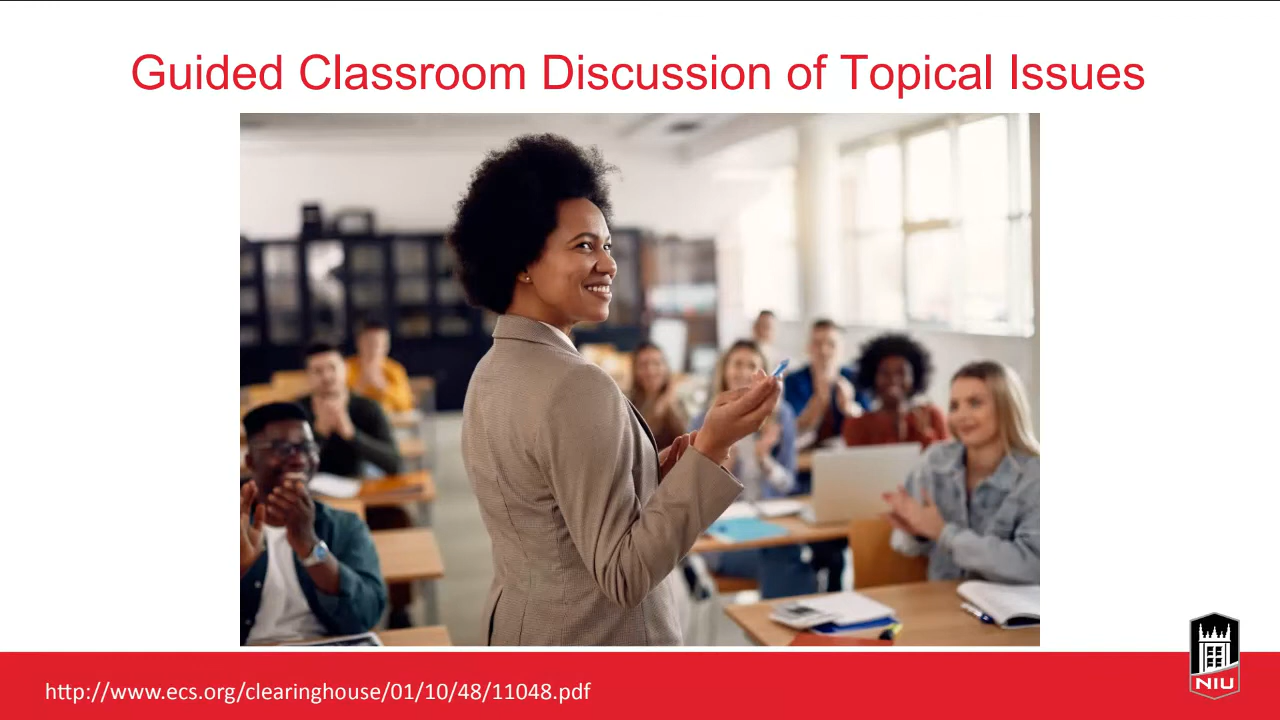 Guided Classroom Discussion of Topical Issues
http://www.ecs.org/clearinghouse/01/10/48/11048.pdf
NIU